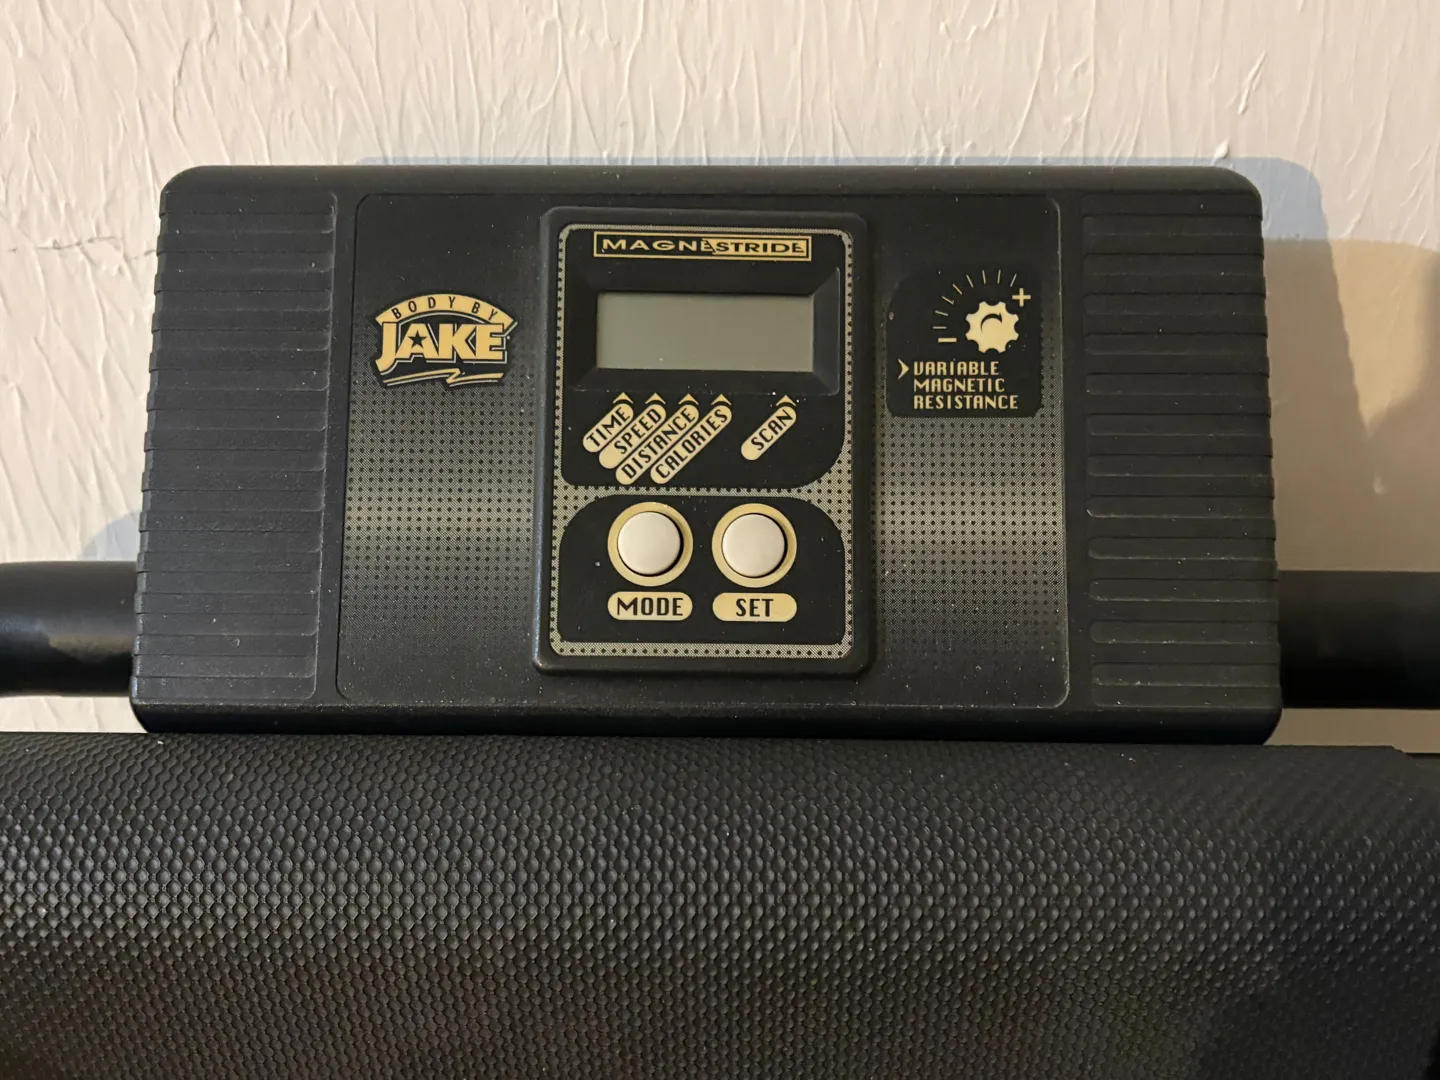 MAGNESTRIDE
BODY BY
JAKE
TIME
SPEED
DISTANCE
CALORIES
SCAN
MODE
SET
+
−
VARIABLE
MAGNETIC
RESISTANCE